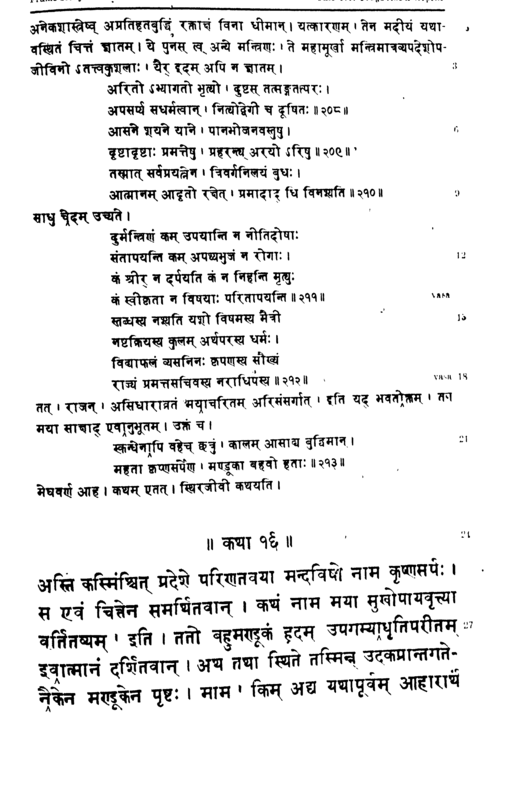 अनेकशास्त्रेष्व् अप्रतिहतबुद्धिं रक्ताक्षं विना धीमान् । यत्कारणम् । तेन मदीयं यथा-
वस्थितं चित्तं ज्ञातम् । ये पुनस् त्व् अन्ये मन्त्रिणः । ते महामूर्खा मन्त्रिमात्रव्यपदेशोप-
जीविनो ऽतत्त्वकुशलाः । यैर् इदम् अपि न ज्ञातम् । 3
अरितो ऽभ्यागतो भृत्यो । दुष्टस् तत्सङ्गतत्परः ।
अपसर्प्य सधर्मत्वान् । नित्योद्वेगी च दूषितः ॥२०८॥
आसने शयने याने । पानभोजनवस्तुषु । 6
दृष्टादृष्टाः प्रमत्तेषु । प्रहरन्त्य् अरयो ऽरिषु ॥२०९॥
तस्मात् सर्वप्रयत्नेन । त्रिवर्गनिलयं बुधः ।
आत्मानम् आदृतो रक्षेत् । प्रमादाद् धि विनश्यति ॥२१०॥ 9
साधु चेदम् उच्यते ।
दुर्मन्त्रिणं कम् उपयान्ति न नीतिदोषाः
संतापयन्ति कम् अपथ्यभुजं न रोगाः । 12
कं श्रीर् न दर्पयति कं न निहन्ति मृत्युः
कं स्त्रीकृता न विषयाः परितापयन्ति ॥२११॥
स्तब्धस्य नश्यति यशो विषमस्य मैत्री 15
नष्टक्रियस्य कुलम् अर्थपरस्य धर्मः ।
विद्याफलं व्यसनिनः कृपणस्य सौख्यं
राज्यं प्रमत्तसचिवस्य नराधिपस्य ॥२१२॥ 18
तत् । राजन् । असिधाराव्रतं मयाचरितम् अरिसंसर्गात् । इति यद् भवतोक्तम् । तन्
मया साक्षाद् एवानुभूतम् । उक्तं च ।
स्कन्धेनापि वहेच् छत्रुं । कालम् आसाद्य बुद्धिमान् । 21
महता कृष्णसर्पेण । मण्डूका बहवो हताः ॥२१३॥
मेघवर्ण आह । कथम् एतत् । स्थिरजीवी कथयति ।
॥ कथा १६ ॥ 24
अस्ति कस्मिंश्चित् प्रदेशे परिणतवया मन्दविषो नाम कृष्णसर्पः ।
स एवं चित्तेन समर्थितवान् । कथं नाम मया सुखोपायवृत्त्या
वर्तितव्यम् । इति । ततो बहुमण्डूकं ह्रदम् उपगम्याधृतिपरीतम् 27
इवात्मानं दर्शितवान् । अथ तथा स्थिते तस्मिन्न् उदकप्रान्तगते-
नैकेन मण्डूकेन पृष्टः । माम । किम् अद्य यथापूर्वम् आहारार्थं